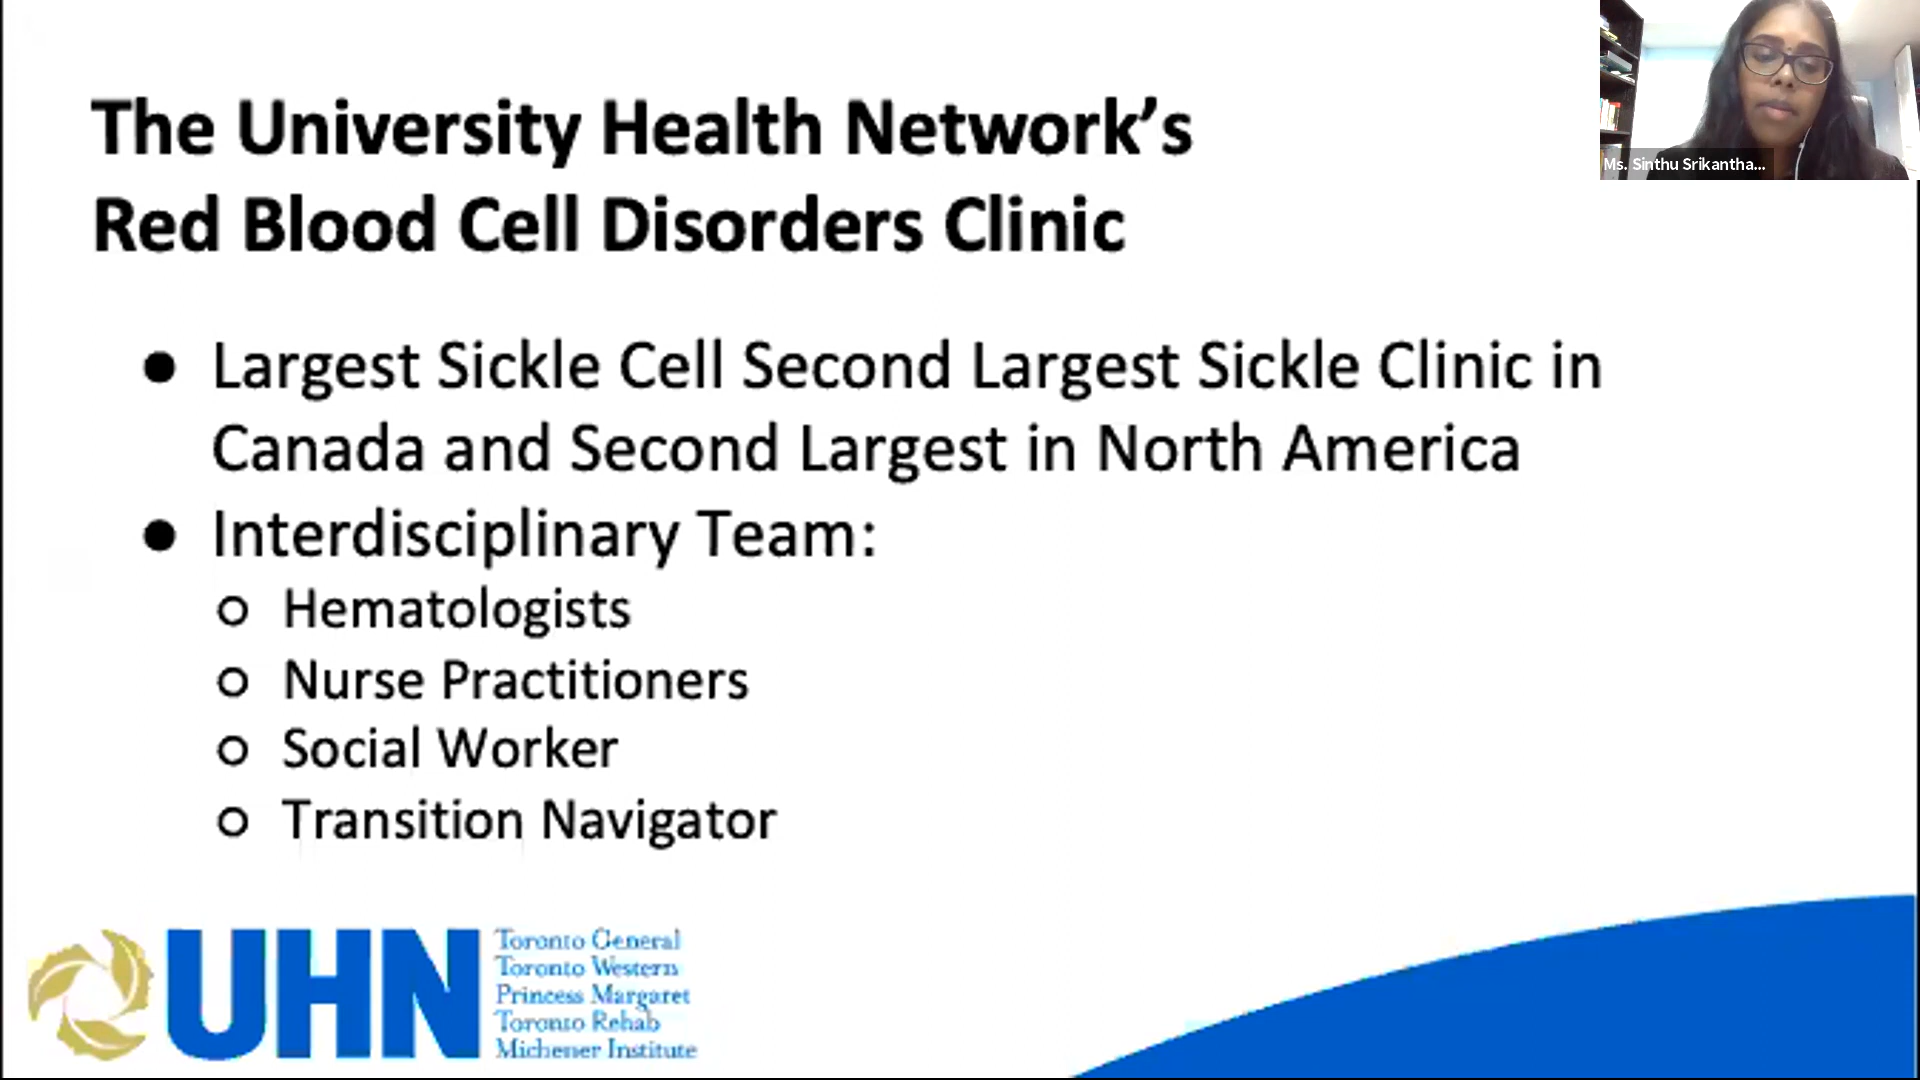 The University Health Network’s
Red Blood Cell Disorders Clinic
Ms. Sinthu Srikantha...
● Largest Sickle Cell Second Largest Sickle Clinic in
Canada and Second Largest in North America
● Interdisciplinary Team:
○ Hematologists
○ Nurse Practitioners
○ Social Worker
○ Transition Navigator
UHN
Toronto General
Toronto Western
Princess Margaret
Toronto Rehab
Michener Institute